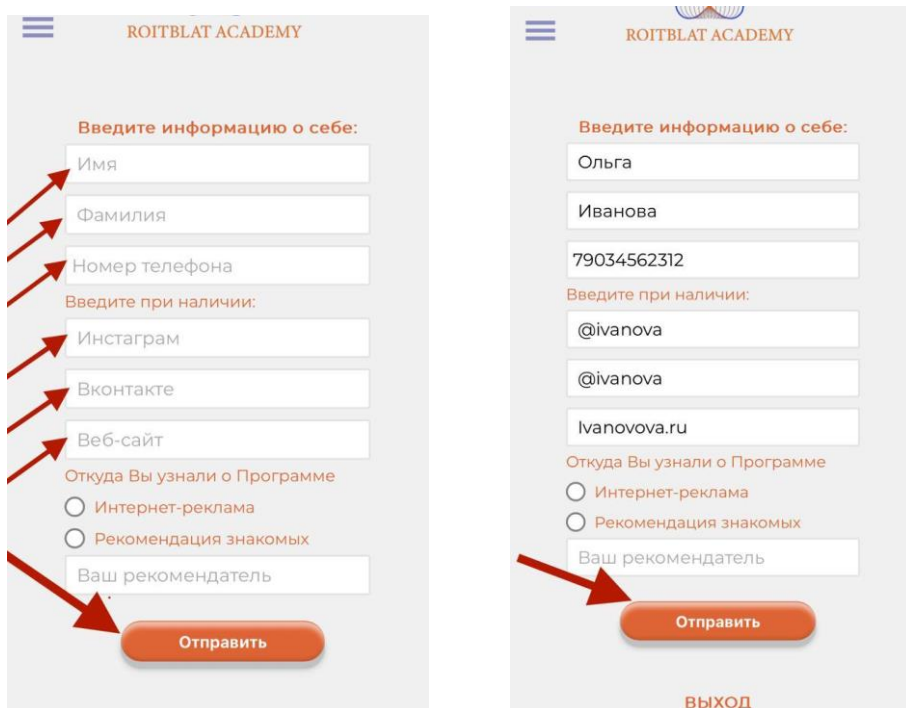 ROITBLAT ACADEMY
Введите информацию о себе:
Имя
Фамилия
Номер телефона
Введите при наличии:
Инстаграм
Вконтакте
Веб-сайт
Откуда Вы узнали о Программе
Интернет-реклама
Рекомендация знакомых
Ваш рекомендатель
Отправить
ROITBLAT ACADEMY
Введите информацию о себе:
Ольга
Иванова
79034562312
Введите при наличии:
@ivanova
@ivanova
Ivanovova.ru
Откуда Вы узнали о Программе
Интернет-реклама
Рекомендация знакомых
Ваш рекомендатель
Отправить
ВЫХОД